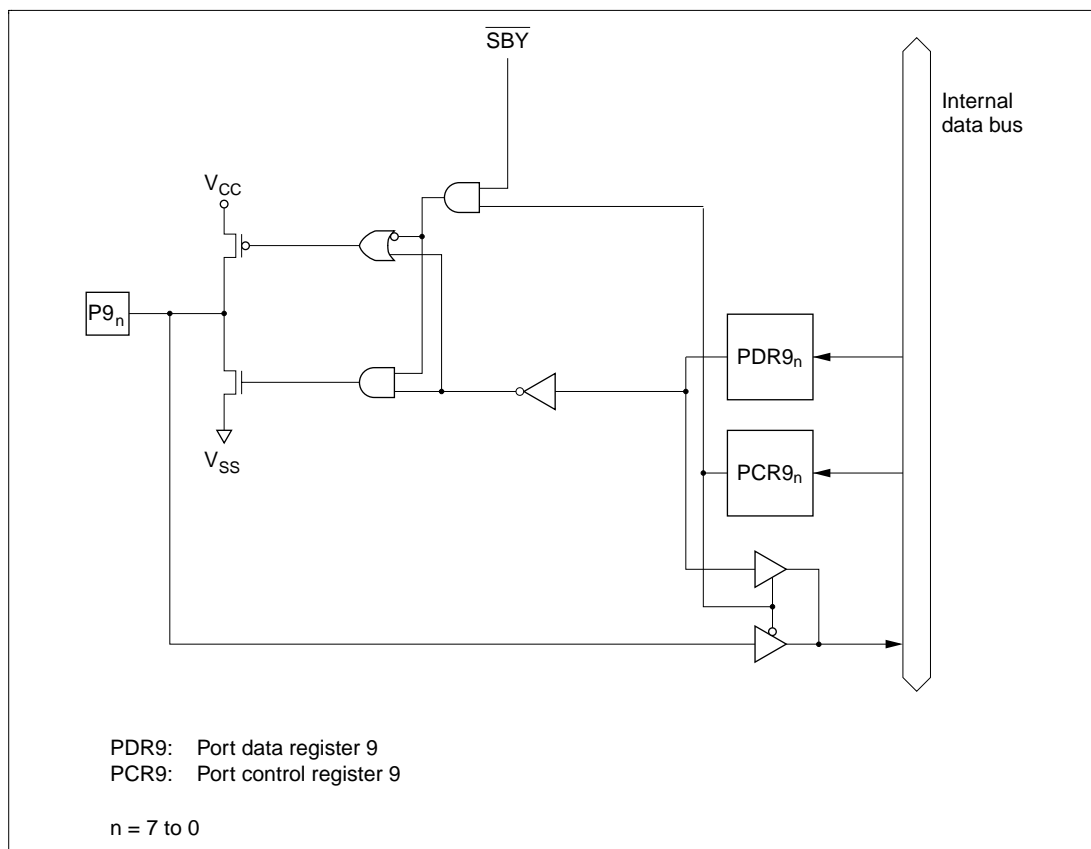 S̅B̅Y̅
Internal
data bus
VCC
P9n
PDR9n
PCR9n
VSS
PDR9: Port data register 9
PCR9: Port control register 9
n = 7 to 0